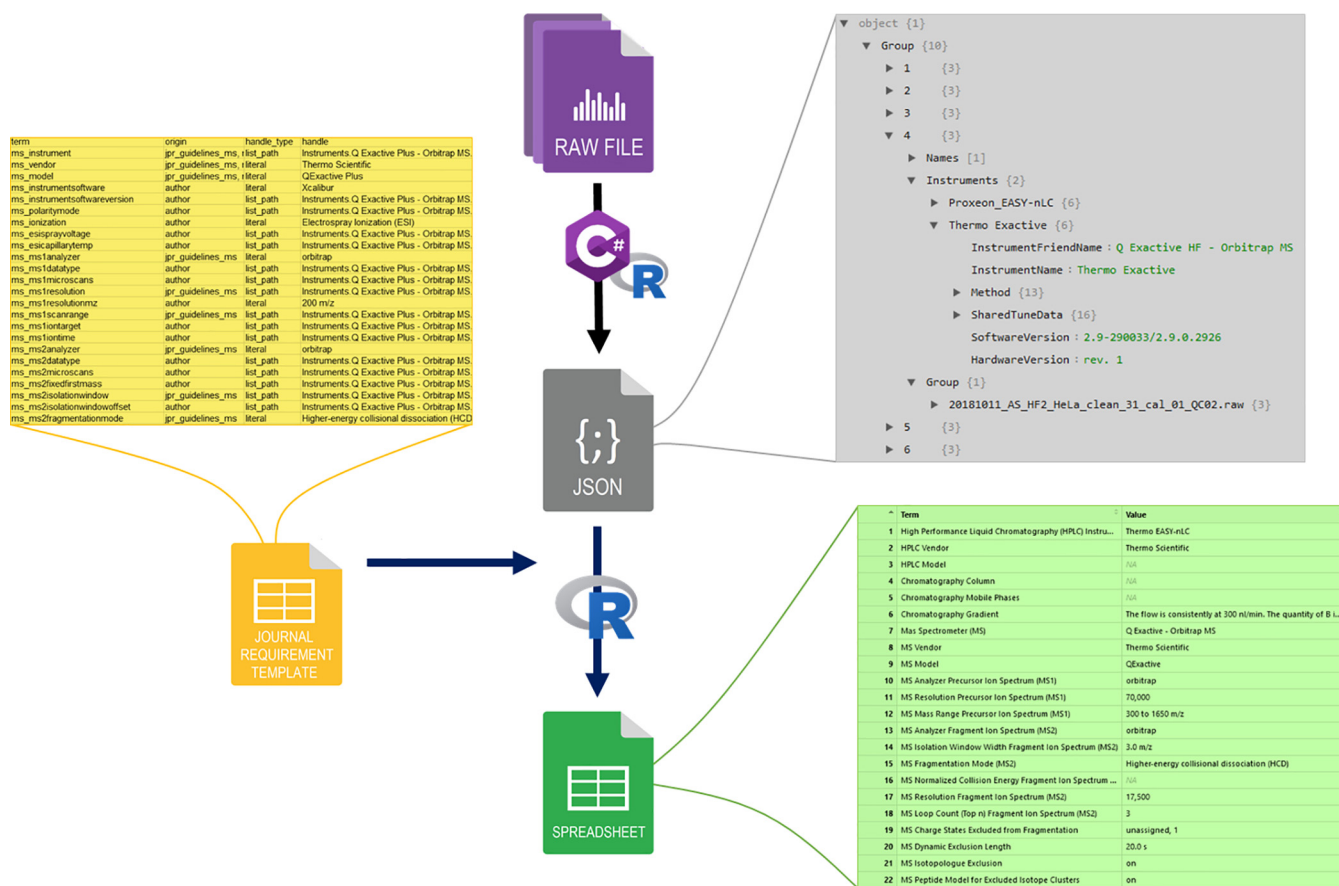 RAW FILE
C#
R
{;}
JSON
R
JOURNAL
REQUIREMENT
TEMPLATE
SPREADSHEET
term origin handle_type handle
ms_instrument jpr_guidelines_ms, list_path Instruments.Q Exactive Plus - Orbitrap MS.
ms_vendor jpr_guidelines_ms, literal Thermo Scientific
ms_model jpr_guidelines_ms, literal QExactive Plus
ms_instrumentsoftware author literal Xcalibur
ms_instrumentsoftwareversion author list_path Instruments.Q Exactive Plus - Orbitrap MS.
ms_polaritymode author list_path Instruments.Q Exactive Plus - Orbitrap MS.
ms_ionization author literal Electrospray Ionization (ESI)
ms_esisprayvoltage author list_path Instruments.Q Exactive Plus - Orbitrap MS.
ms_esicapillarytemp author list_path Instruments.Q Exactive Plus - Orbitrap MS.
ms_ms1analyzer jpr_guidelines_ms literal orbitrap
ms_ms1datatype author list_path Instruments.Q Exactive Plus - Orbitrap MS.
ms_ms1microscans author list_path Instruments.Q Exactive Plus - Orbitrap MS.
ms_ms1resolution jpr_guidelines_ms list_path Instruments.Q Exactive Plus - Orbitrap MS.
ms_ms1resolutionmz author literal 200 m/z
ms_ms1scanrange jpr_guidelines_ms list_path Instruments.Q Exactive Plus - Orbitrap MS.
ms_ms1iontarget author list_path Instruments.Q Exactive Plus - Orbitrap MS.
ms_ms1iontime author list_path Instruments.Q Exactive Plus - Orbitrap MS.
ms_ms2analyzer jpr_guidelines_ms literal orbitrap
ms_ms2datatype author list_path Instruments.Q Exactive Plus - Orbitrap MS.
ms_ms2microscans author list_path Instruments.Q Exactive Plus - Orbitrap MS.
ms_ms2fixedfirstmass author list_path Instruments.Q Exactive Plus - Orbitrap MS.
ms_ms2isolationwindow jpr_guidelines_ms list_path Instruments.Q Exactive Plus - Orbitrap MS.
ms_ms2isolationwindowoffset author list_path Instruments.Q Exactive Plus - Orbitrap MS.
ms_ms2fragmentationmode jpr_guidelines_ms literal Higher-energy collisional dissociation (HCD
object {1}
Group {10}
1 {3}
2 {3}
3 {3}
4 {3}
Names [1]
Instruments {2}
Proxeon_EASY-nLC {6}
Thermo Exactive {6}
InstrumentFriendName : Q Exactive HF - Orbitrap MS
InstrumentName : Thermo Exactive
Method {13}
SharedTuneData {16}
SoftwareVersion : 2.9-290033/2.9.0.2926
HardwareVersion : rev. 1
Group {1}
20181011_AS_HF2_HeLa_clean_31_cal_01_QC02.raw {3}
5 {3}
6 {3}
Term Value
1 High Performance Liquid Chromatography (HPLC) Instru... Thermo EASY-nLC
2 HPLC Vendor Thermo Scientific
3 HPLC Model NA
4 Chromatography Column NA
5 Chromatography Mobile Phases NA
6 Chromatography Gradient The flow is consistently at 300 nl/min. The quantity of B i...
7 Mas Spectrometer (MS) Q Exactive - Orbitrap MS
8 MS Vendor Thermo Scientific
9 MS Model QExactive
10 MS Analyzer Precursor Ion Spectrum (MS1) orbitrap
11 MS Resolution Precursor Ion Spectrum (MS1) 70,000
12 MS Mass Range Precursor Ion Spectrum (MS1) 300 to 1650 m/z
13 MS Analyzer Fragment Ion Spectrum (MS2) orbitrap
14 MS Isolation Window Width Fragment Ion Spectrum (MS2) 3.0 m/z
15 MS Fragmentation Mode (MS2) Higher-energy collisional dissociation (HCD)
16 MS Normalized Collision Energy Fragment Ion Spectrum ... NA
17 MS Resolution Fragment Ion Spectrum (MS2) 17,500
18 MS Loop Count (Top n) Fragment Ion Spectrum (MS2) 3
19 MS Charge States Excluded from Fragmentation unassigned, 1
20 MS Dynamic Exclusion Length 20.0 s
21 MS Isotopologue Exclusion on
22 MS Peptide Model for Excluded Isotope Clusters on